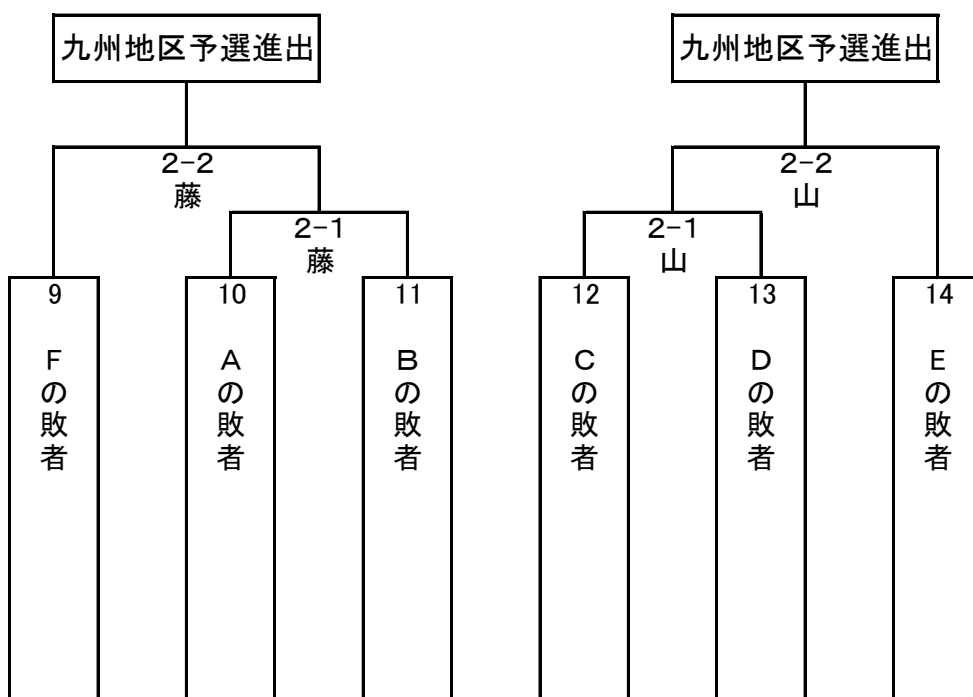 九州地区予選進出
九州地区予選進出
2-2
藤
2-2
山
2-1
藤
2-1
山
9
Fの敗者
10
Aの敗者
11
Bの敗者
12
Cの敗者
13
Dの敗者
14
Eの敗者